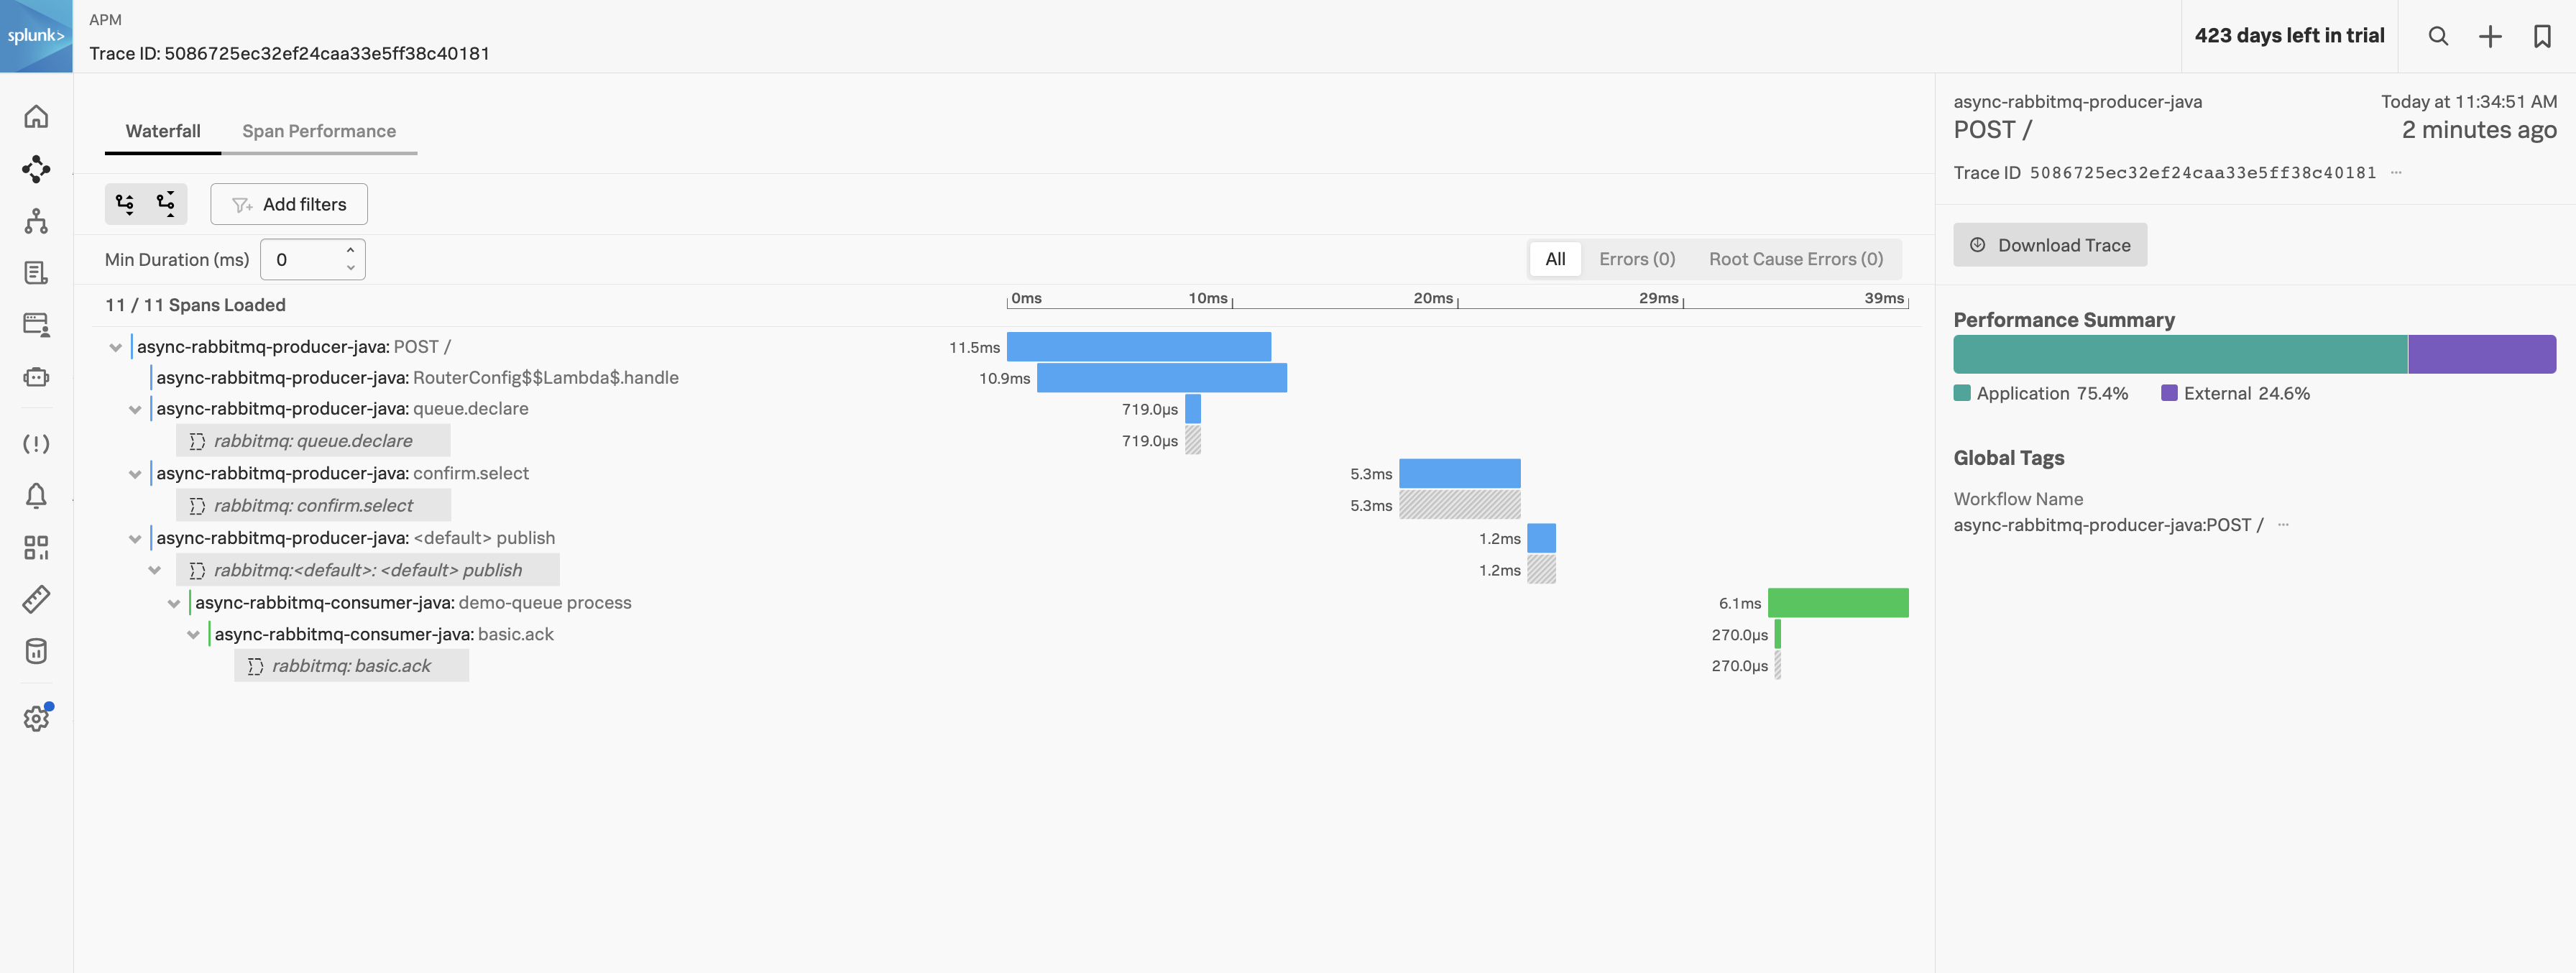 splunk>
APM
Trace ID: 5086725ec32ef24caa33e5ff38c40181
423 days left in trial
Waterfall Span Performance
Add filters
Min Duration (ms) 0
All Errors (0) Root Cause Errors (0)
11 / 11 Spans Loaded 0ms 10ms 20ms 29ms 39ms
async-rabbitmq-producer-java: POST / 11.5ms
async-rabbitmq-producer-java: RouterConfig$$Lambda$.handle 10.9ms
async-rabbitmq-producer-java: queue.declare 719.0µs
rabbitmq: queue.declare 719.0µs
async-rabbitmq-producer-java: confirm.select 5.3ms
rabbitmq: confirm.select 5.3ms
async-rabbitmq-producer-java: <default> publish 1.2ms
rabbitmq:<default>: <default> publish 1.2ms
async-rabbitmq-consumer-java: demo-queue process 6.1ms
async-rabbitmq-consumer-java: basic.ack 270.0µs
rabbitmq: basic.ack 270.0µs
async-rabbitmq-producer-java Today at 11:34:51 AM
POST / 2 minutes ago
Trace ID 5086725ec32ef24caa33e5ff38c40181 ...
Download Trace
Performance Summary
Application 75.4% External 24.6%
Global Tags
Workflow Name
async-rabbitmq-producer-java:POST / ...